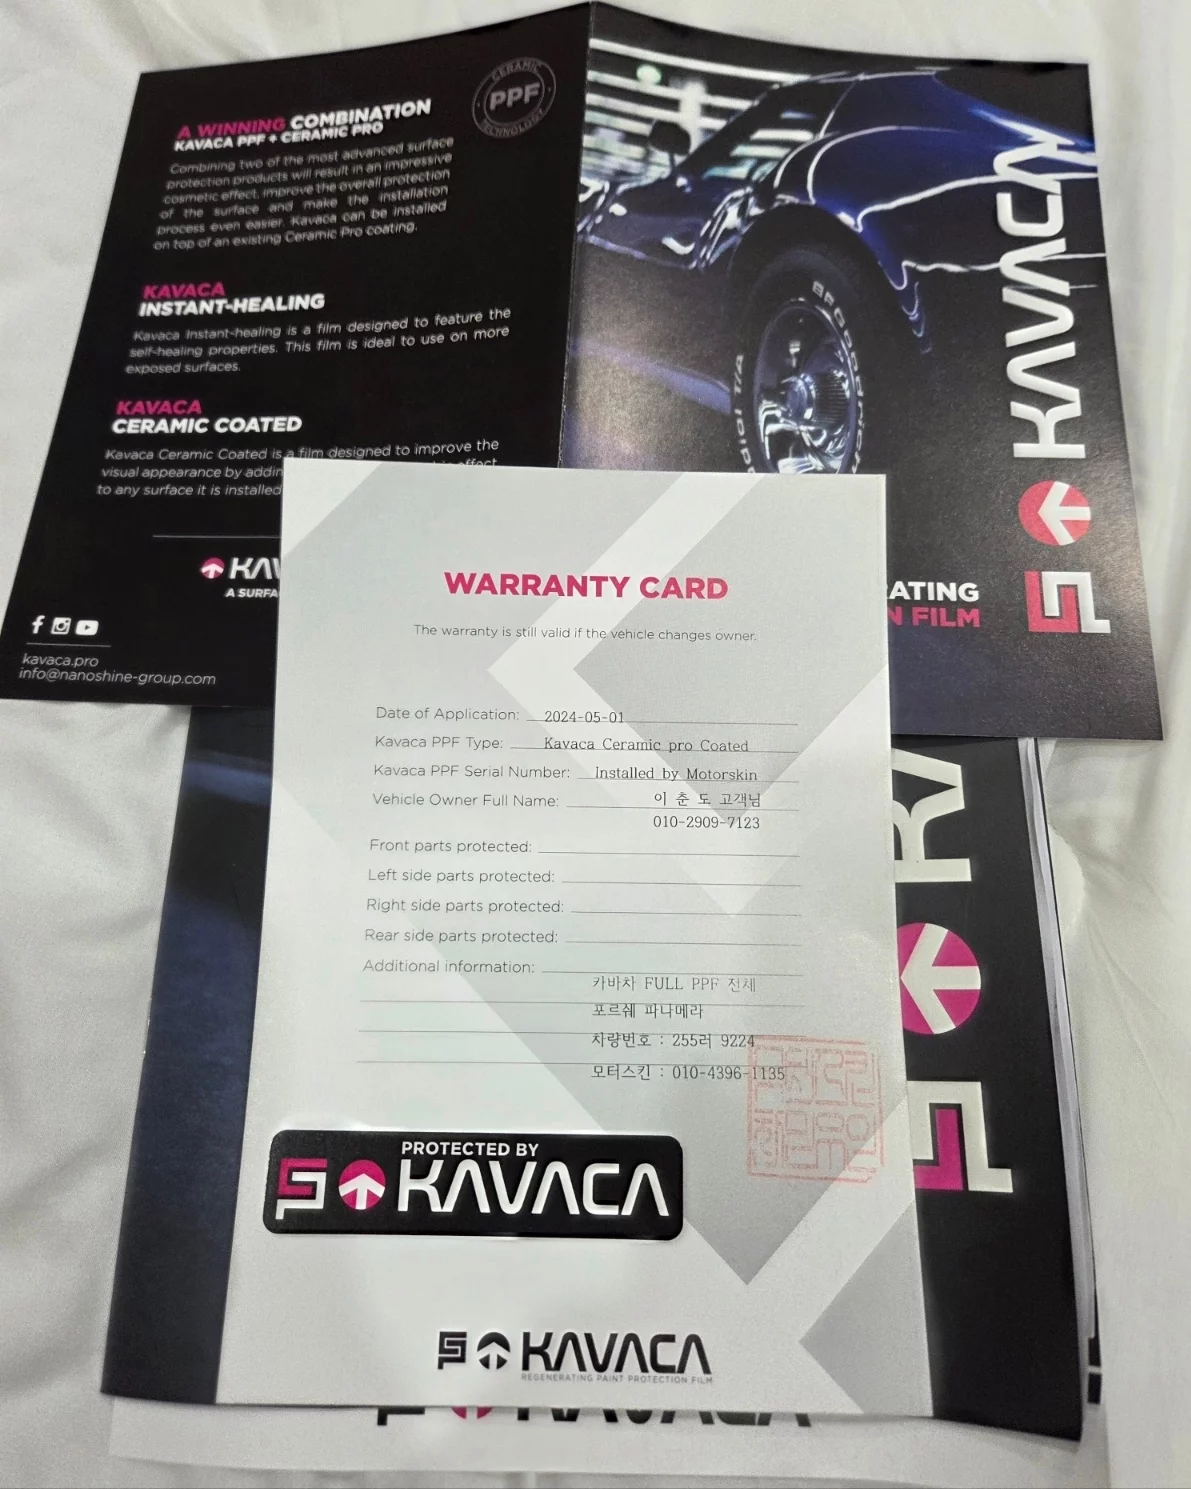 A WINNING COMBINATION
KAVACA PPF + CERAMIC PRO
Combining two of the most advanced surface
protection products will result in an impressive
cosmetic effect, improve the overall protection
of the surface and make the installation
process even easier. Kavaca can be installed
on top of an existing Ceramic Pro coating.
CERAMIC
PPF
TECHNOLOGY
KAVACA
INSTANT-HEALING
Kavaca Instant-healing is a film designed to feature the
self-healing properties. This film is ideal to use on more
exposed surfaces.
KAVACA
CERAMIC COATED
Kavaca Ceramic Coated is a film designed to improve the
visual appearance by addin effect
to any surface it is installed
KAV
A SURFA
kavaca.pro
info@nanoshine-group.com
BFGoodrich
Radial T/A
KAVACA
ATING
N FILM
WARRANTY CARD
The warranty is still valid if the vehicle changes owner.
Date of Application: 2024-05-01
Kavaca PPF Type: Kavaca Ceramic pro Coated
Kavaca PPF Serial Number: Installed by Motorskin
Vehicle Owner Full Name: 이 춘 도 고객님
010-2909-7123
Front parts protected:
Left side parts protected:
Right side parts protected:
Rear side parts protected:
Additional information:
카바차 FULL PPF 전체
포르쉐 파나메라
차량번호 : 255러 9224
모터스킨 : 010-4396-1135
PROTECTED BY
KAVACA
KAVACA
REGENERATING PAINT PROTECTION FILM
KAVACA